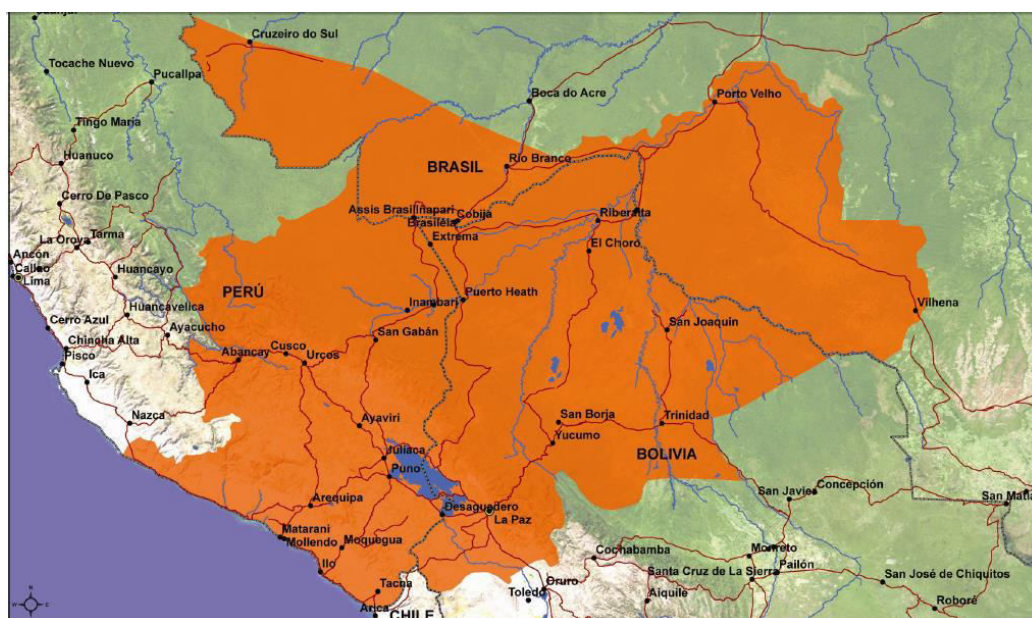 Cruzeiro do Sul
Tocache Nuevo
Pucallpa
Boca do Acre
Porto Velho
Tingo Maria
Huanuco
BRASIL
Rio Branco
Cerro De Pasco
Assis Brasil
Iñapari
Cobija
Brasiléia
Riberalta
La Oroya
Tarma
Extrema
El Choro
Ancón
Callao
Lima
Huancayo
PERÚ
Inambari
Puerto Heath
Vilhena
Huancavelica
Cerro Azul
Ayacucho
San Gabán
San Joaquín
Chincha Alta
Pisco
Abancay
Cusco
Urcos
Ica
Nazca
Ayaviri
San Borja
Trinidad
Yucumo
Juliaca
BOLIVIA
Puno
San Javier
Concepción
Arequipa
Desaguadero
San Matia
La Paz
Matarani
Mollendo
Moquegua
Cochabamba
Montero
Ilo
Santa Cruz de La Sierra
Pailón
Tacna
Oruro
San José de Chiquitos
Toledo
Aiquile
Arica
CHILE
Roboré